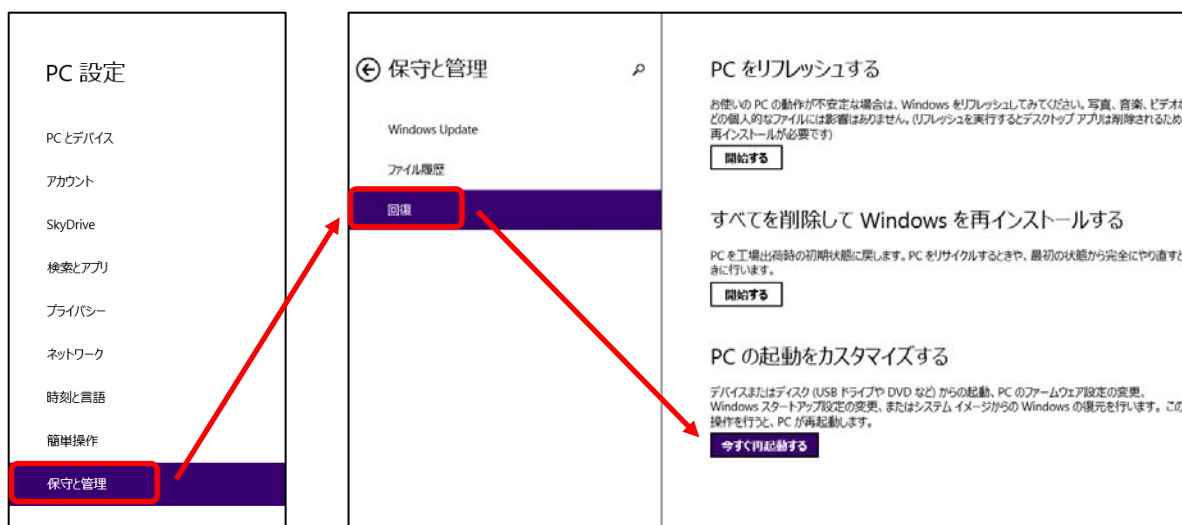 PC 設定
PC とデバイス
アカウント
SkyDrive
検索とアプリ
プライバシー
ネットワーク
時刻と言語
簡単操作
保守と管理
保守と管理
Windows Update
ファイル履歴
回復
PC をリフレッシュする
お使いの PC の動作が不安定な場合は、Windows をリフレッシュしてみてください。写真、音楽、ビデオな
どの個人的なファイルには影響はありません。(リフレッシュを実行するとデスクトップ アプリは削除されるため
再インストールが必要です)
開始する
すべてを削除して Windows を再インストールする
PC を工場出荷時の初期状態に戻します。PC をリサイクルするときや、最初の状態から完全にやり直すと
きに行います。
開始する
PC の起動をカスタマイズする
デバイスまたはディスク (USB ドライブや DVD など) からの起動、PC のファームウェア設定の変更、
Windows スタートアップ設定の変更、またはシステム イメージからの Windows の復元を行います。この
操作を行うと、PC が再起動します。
今すぐ再起動する